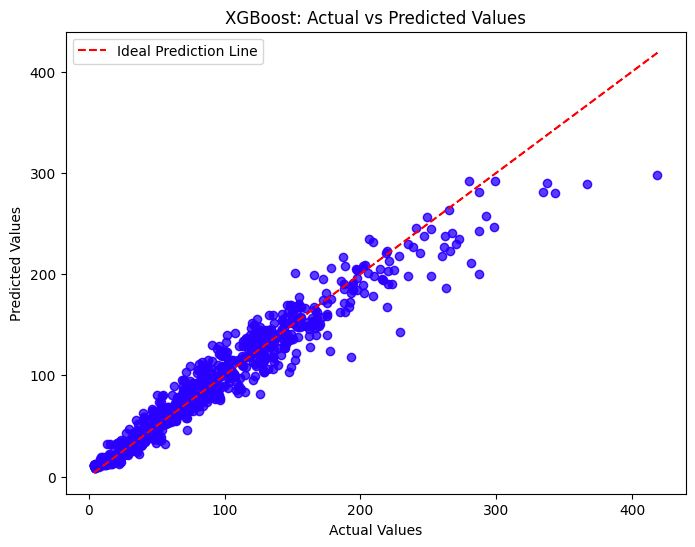 XGBoost: Actual vs Predicted Values
Ideal Prediction Line
400
300
200
100
0
Predicted Values
0 100 200 300 400
Actual Values